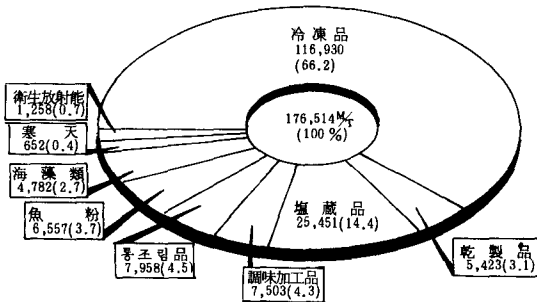 冷凍品
116,930
(66.2)
176,514M/T
(100%)
衛生放射能
1,258(0.7)
寒天
652(0.4)
海藻類
4,782(2.7)
魚粉
6,557(3.7)
통조림品
7,958(4.5)
調味加工品
7,503(4.3)
塩蔵品
25,451(14.4)
乾製品
5,423(3.1)